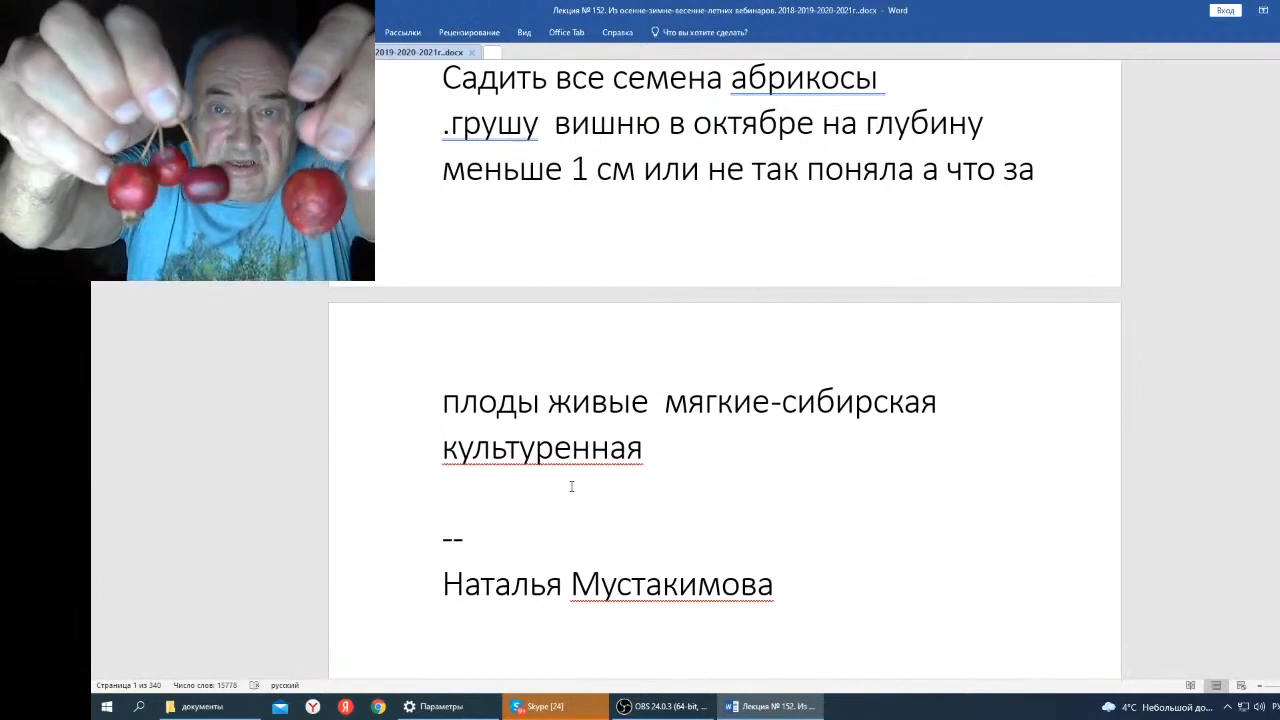 Лекция № 152. Из осенне-зимне-весенне-летних вебинаров. 2018-2019-2020-2021г..docx - Word
Вход
Рассылки Рецензирование Вид Office Tab Справка Что вы хотите сделать?
2019-2020-2021г..docx
Садить все семена абрикосы
.грушу вишню в октябре на глубину
меньше 1 см или не так поняла а что за
плоды живые мягкие-сибирская
культуренная
--
Наталья Мустакимова
Страница 1 из 340 Число слов: 15778 русский
документы Параметры Skype [24] OBS 24.0.3 (64-bit, ... Лекция № 152. Из ... -4°C Небольшой до...